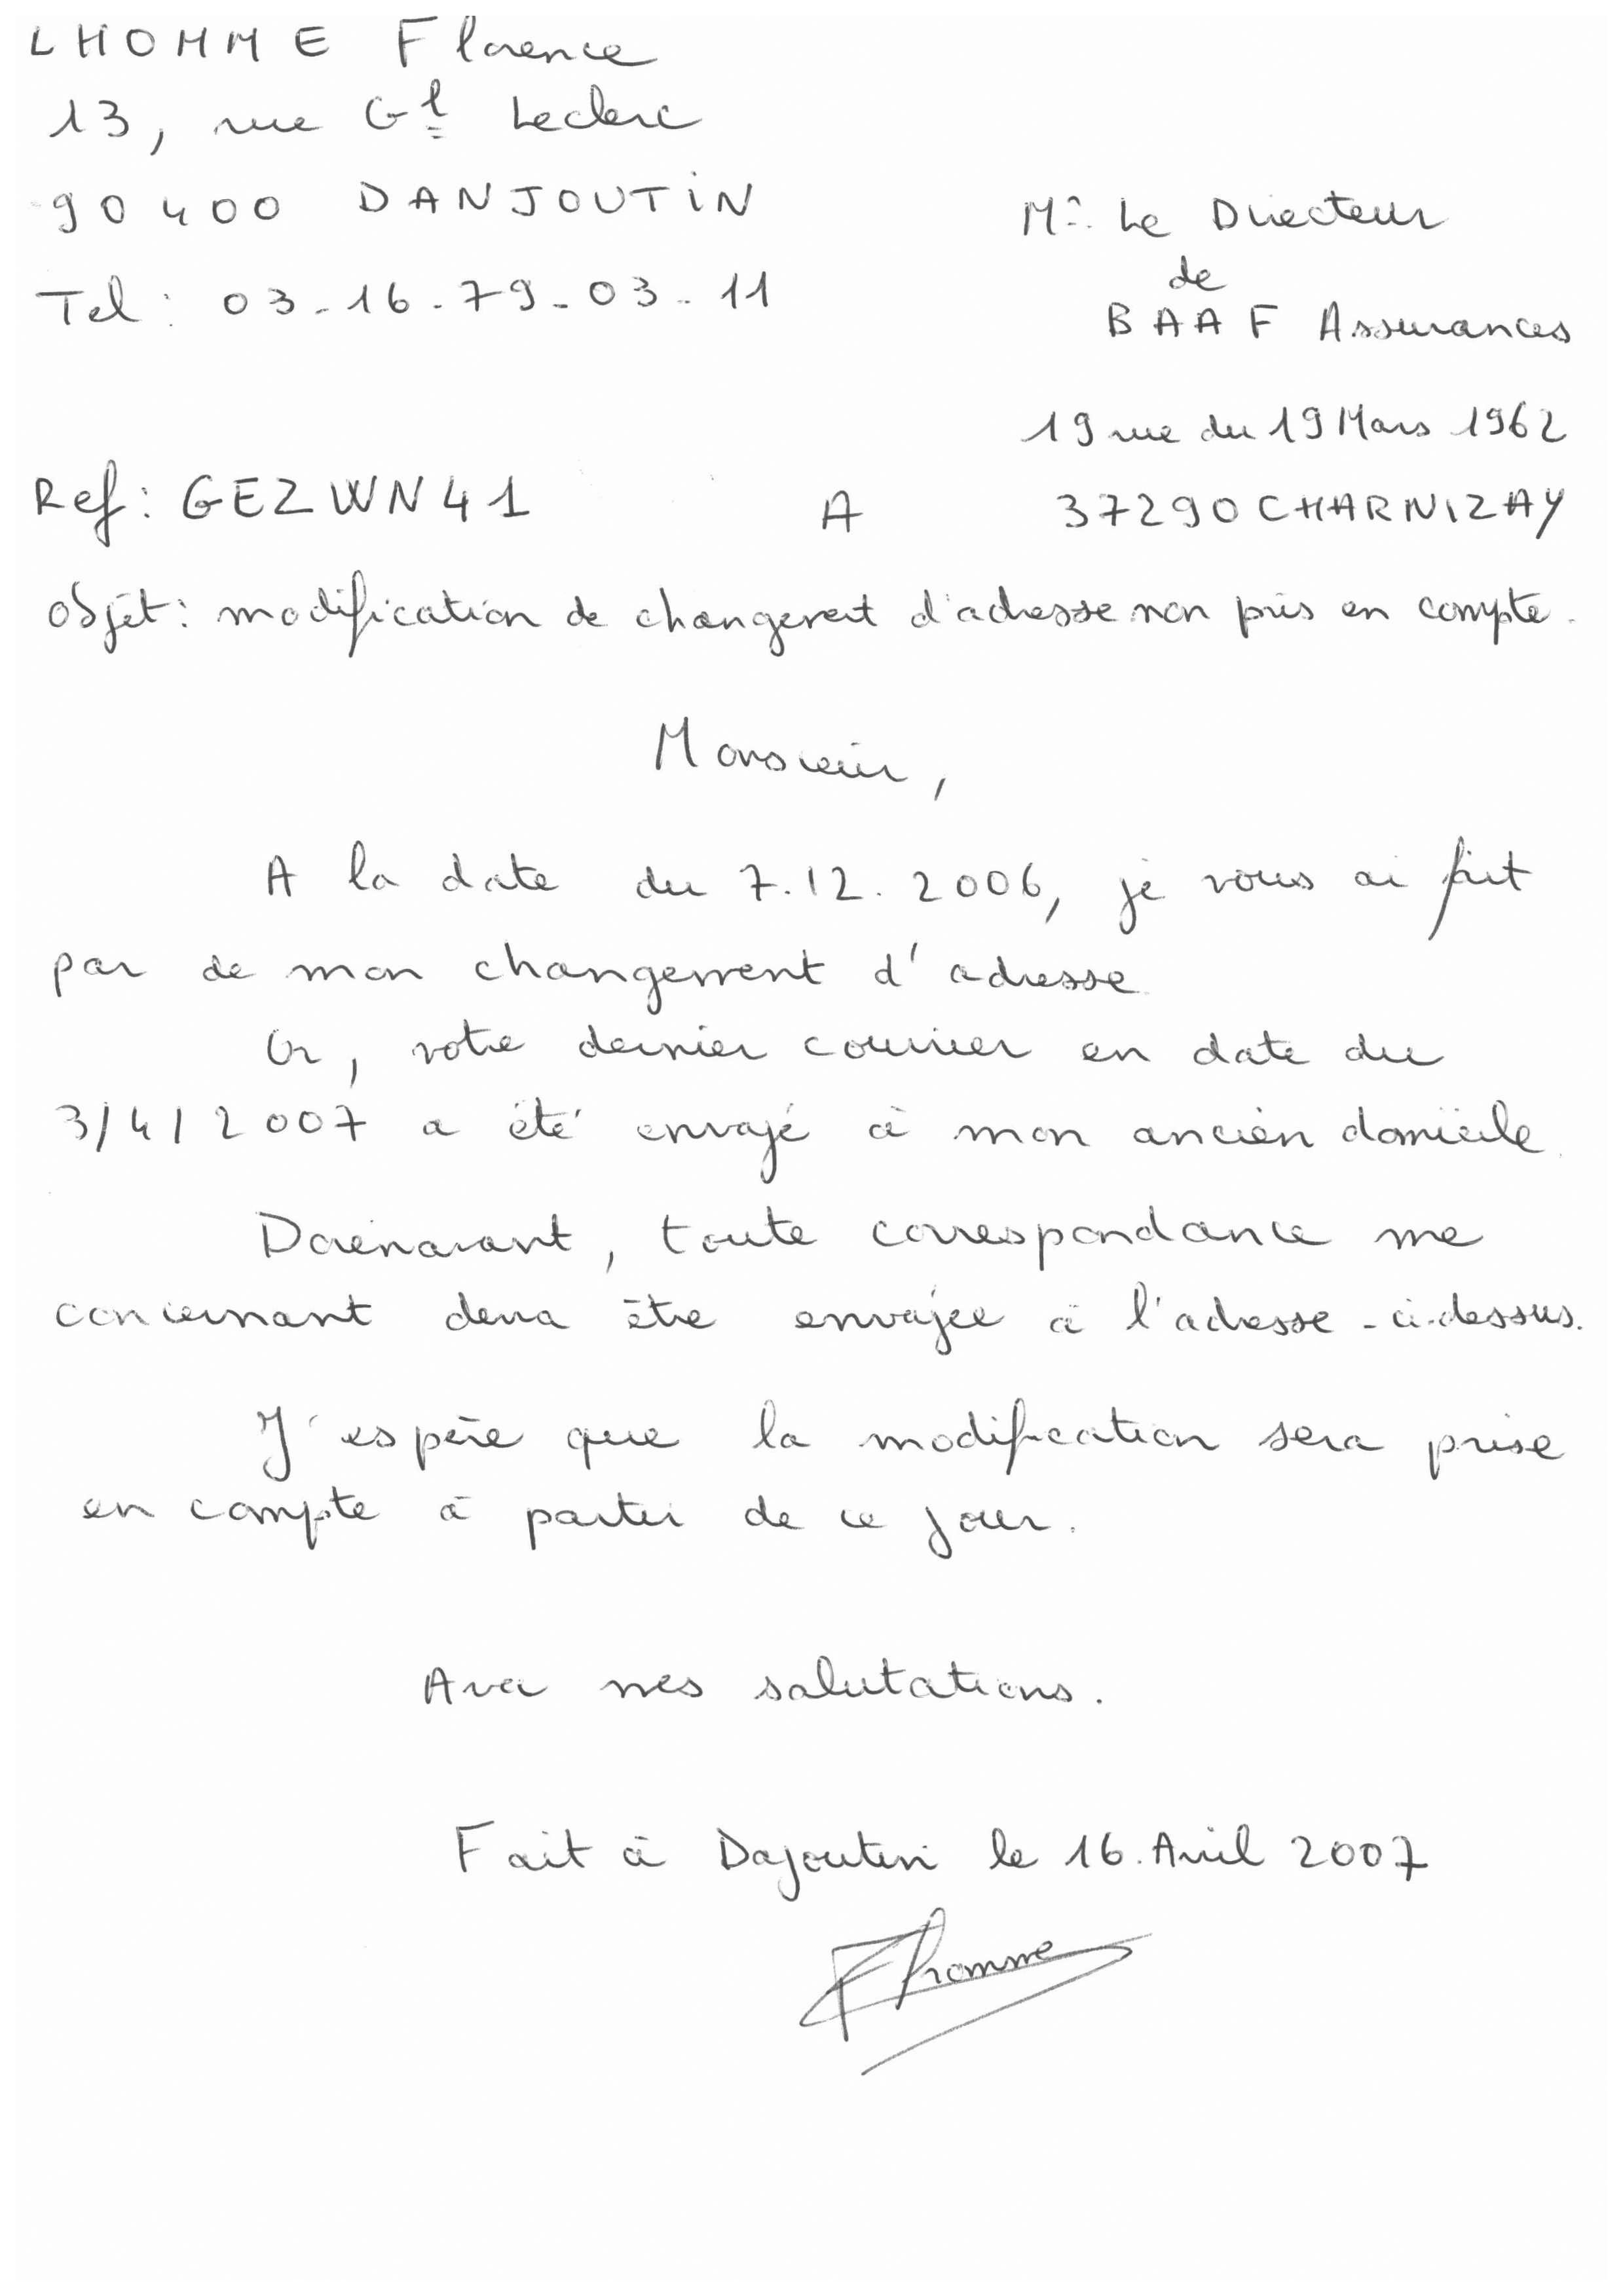 LHOMME Florence
13, rue Gl Leclerc
90400 DANJOUTIN
Tel : 03-16-79-03-11
Mr. Le Directeur
de
BAAF Assurances
19 rue du 19 Mars 1962
Ref : GEZWN41
A 37290 CHARNIZAY
Objet : modification de changement d'adresse non pris en compte.
Monsieur,
A la date du 7.12.2006, je vous ai fait
par de mon changement d'adresse
Or, votre dernier courrier en date du
3/4/2007 a été envoyé à mon ancien domicile.
Dorénavant, toute correspondance me
concernant devra être envoyée à l'adresse -ci-dessus.
J'espère que la modification sera prise
en compte à partir de ce jour.
Avec mes salutations.
Fait à Dajoutin le 16 Avril 2007
Flhomme